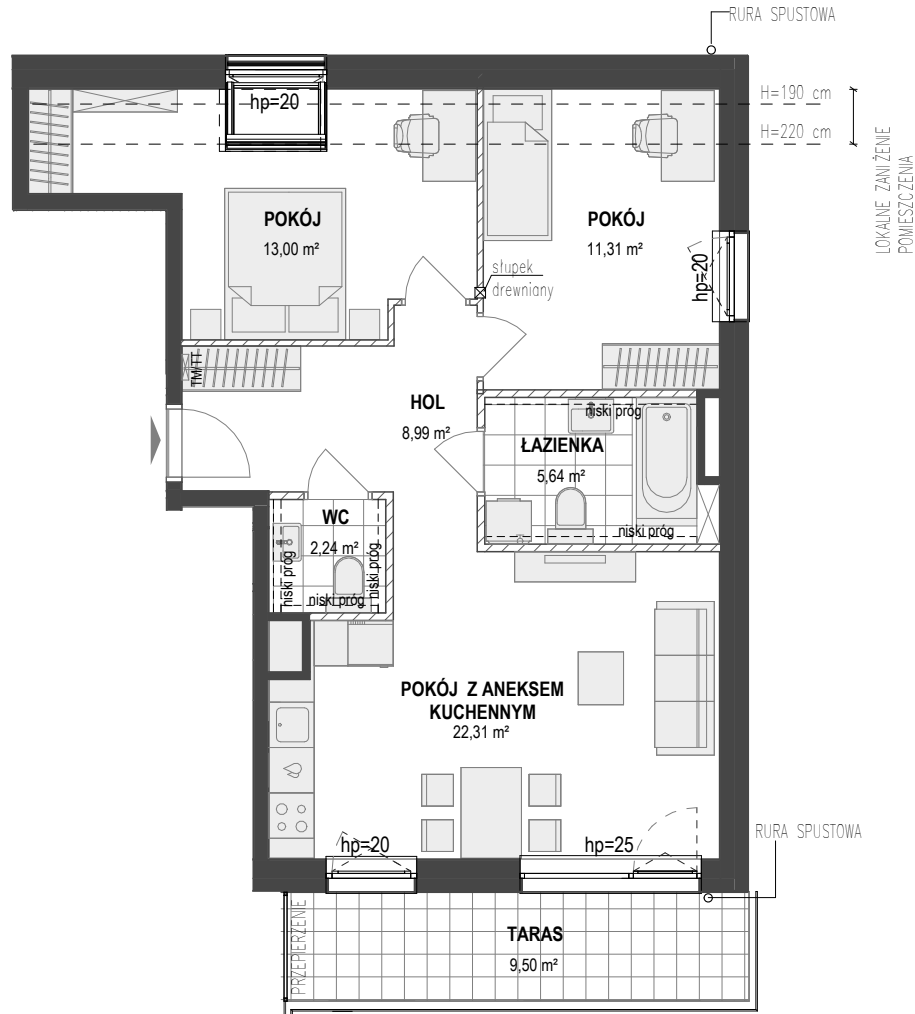 RURA SPUSTOWA
H=190 cm
H=220 cm
LOKALNE ZANIŻENIE
POMIESZCZENIA
hp=20
POKÓJ
13,00 m²
POKÓJ
11,31 m²
hp=20
słupek
drewniany
TM/TT
HOL
8,99 m²
niski próg
ŁAZIENKA
5,64 m²
niski próg
WC
2,24 m²
niski próg
niski próg
niski próg
POKÓJ Z ANEKSEM
KUCHENNYM
22,31 m²
hp=20
hp=25
RURA SPUSTOWA
PRZEPIERZENIE
TARAS
9,50 m²